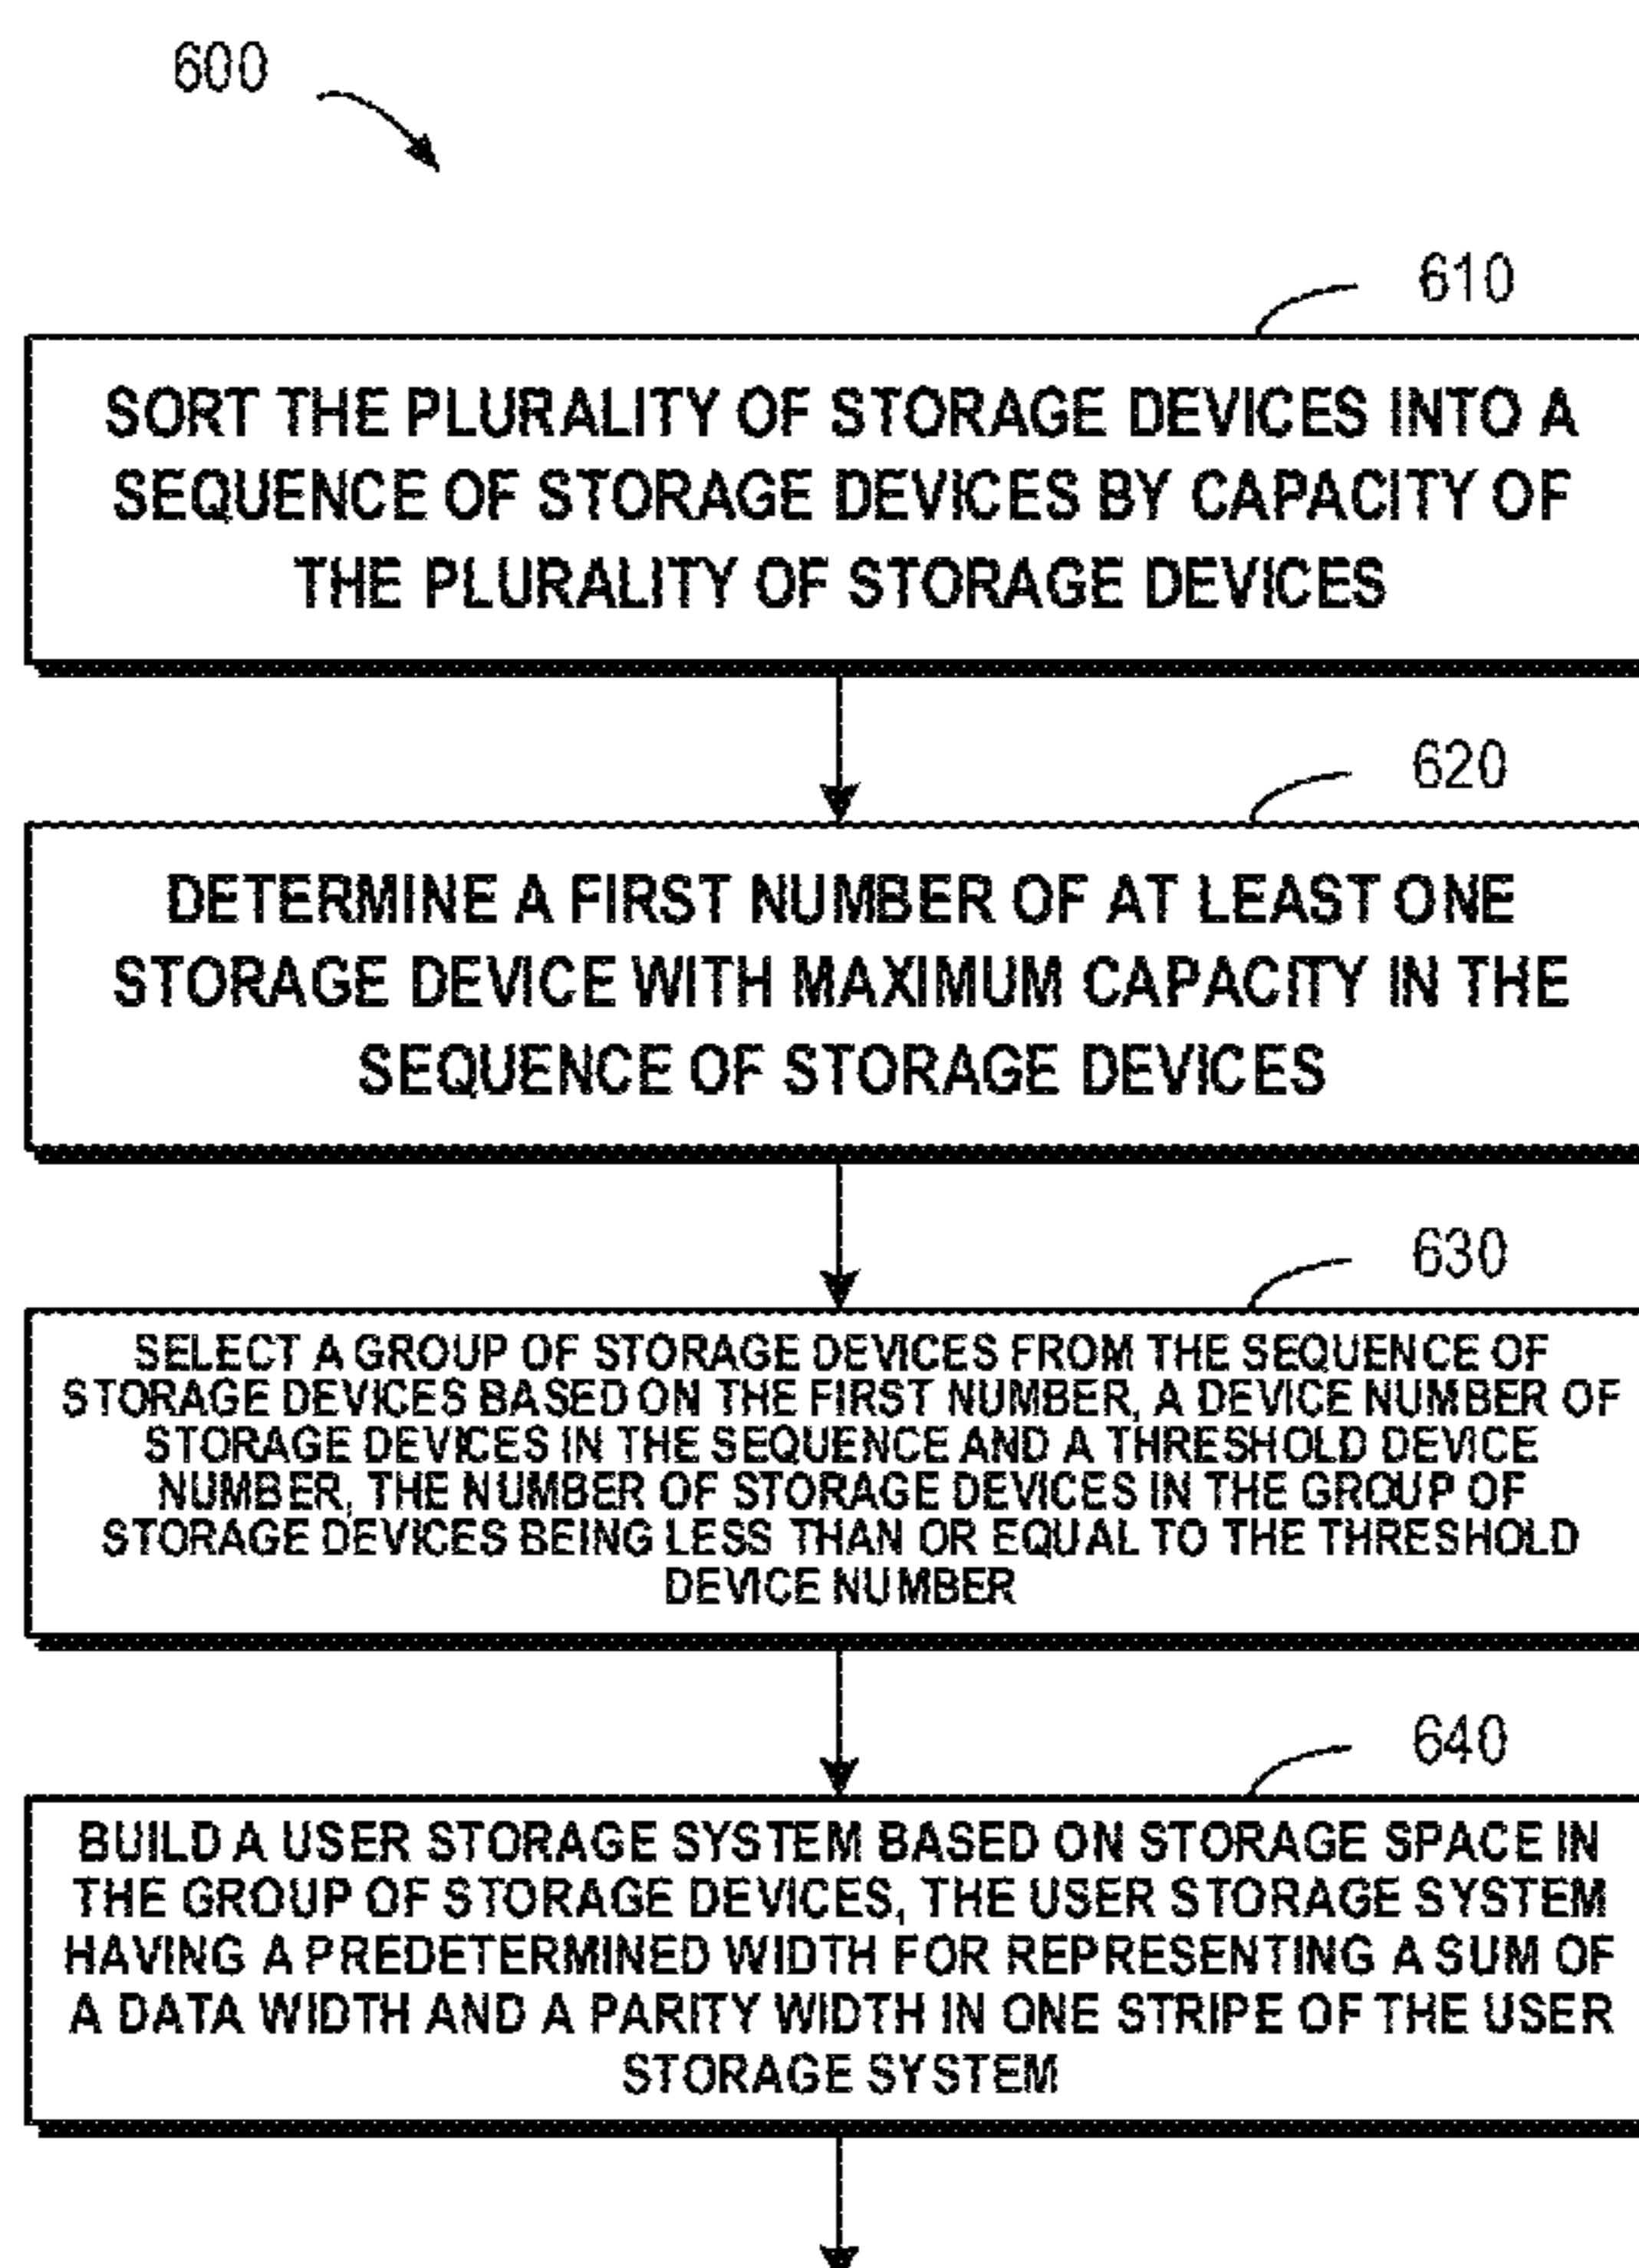 600
610
SORT THE PLURALITY OF STORAGE DEVICES INTO A
SEQUENCE OF STORAGE DEVICES BY CAPACITY OF
THE PLURALITY OF STORAGE DEVICES
620
DETERMINE A FIRST NUMBER OF AT LEAST ONE
STORAGE DEVICE WITH MAXIMUM CAPACITY IN THE
SEQUENCE OF STORAGE DEVICES
630
SELECT A GROUP OF STORAGE DEVICES FROM THE SEQUENCE OF
STORAGE DEVICES BASED ON THE FIRST NUMBER, A DEVICE NUMBER OF
STORAGE DEVICES IN THE SEQUENCE AND A THRESHOLD DEVICE
NUMBER, THE NUMBER OF STORAGE DEVICES IN THE GROUP OF
STORAGE DEVICES BEING LESS THAN OR EQUAL TO THE THRESHOLD
DEVICE NUMBER
640
BUILD A USER STORAGE SYSTEM BASED ON STORAGE SPACE IN
THE GROUP OF STORAGE DEVICES, THE USER STORAGE SYSTEM
HAVING A PREDETERMINED WIDTH FOR REPRESENTING A SUM OF
A DATA WIDTH AND A PARITY WIDTH IN ONE STRIPE OF THE USER
STORAGE SYSTEM